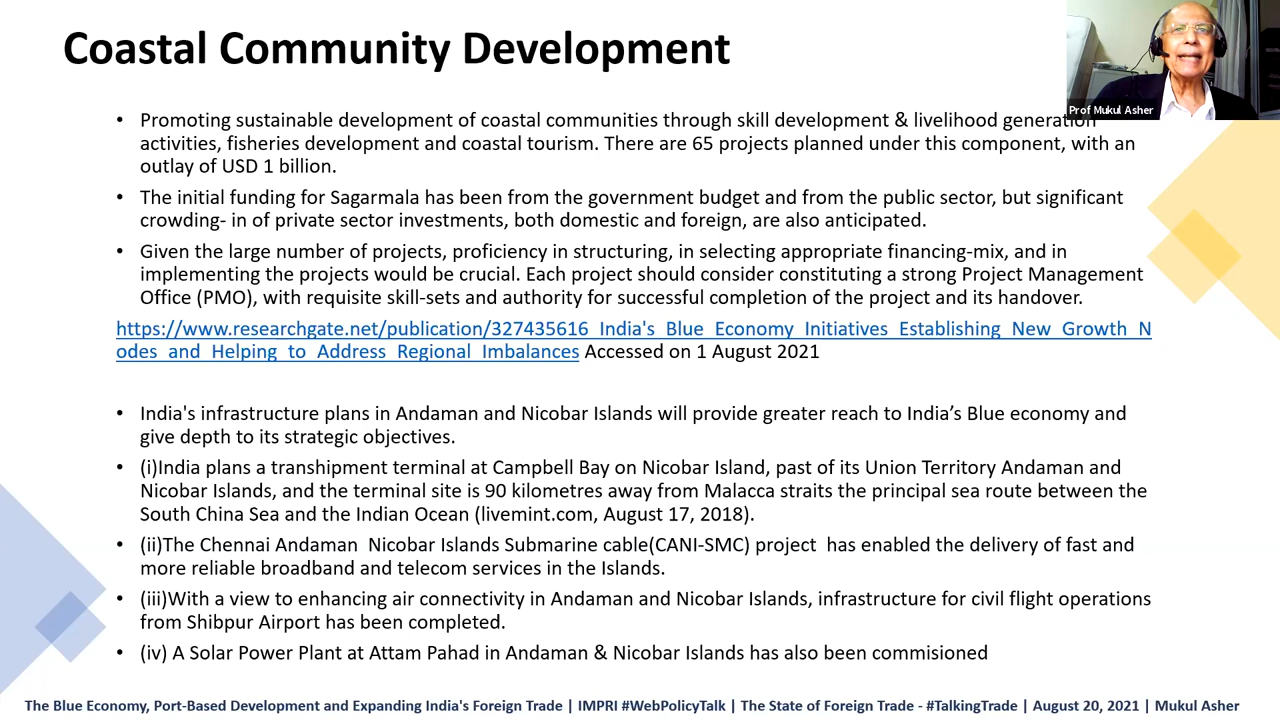 Coastal Community Development
Prof Mukul Asher
• Promoting sustainable development of coastal communities through skill development & livelihood generation
activities, fisheries development and coastal tourism. There are 65 projects planned under this component, with an
outlay of USD 1 billion.
• The initial funding for Sagarmala has been from the government budget and from the public sector, but significant
crowding- in of private sector investments, both domestic and foreign, are also anticipated.
• Given the large number of projects, proficiency in structuring, in selecting appropriate financing-mix, and in
implementing the projects would be crucial. Each project should consider constituting a strong Project Management
Office (PMO), with requisite skill-sets and authority for successful completion of the project and its handover.
https://www.researchgate.net/publication/327435616_India's_Blue_Economy_Initiatives_Establishing_New_Growth_N
odes_and_Helping_to_Address_Regional_Imbalances Accessed on 1 August 2021
• India's infrastructure plans in Andaman and Nicobar Islands will provide greater reach to India’s Blue economy and
give depth to its strategic objectives.
• (i)India plans a transhipment terminal at Campbell Bay on Nicobar Island, part of its Union Territory Andaman and
Nicobar Islands, and the terminal site is 90 kilometres away from Malacca straits the principal sea route between the
South China Sea and the Indian Ocean (livemint.com, August 17, 2018).
• (ii)The Chennai Andaman Nicobar Islands Submarine cable(CANI-SMC) project has enabled the delivery of fast and
more reliable broadband and telecom services in the Islands.
• (iii)With a view to enhancing air connectivity in Andaman and Nicobar Islands, infrastructure for civil flight operations
from Shibpur Airport has been completed.
• (iv) A Solar Power Plant at Attam Pahad in Andaman & Nicobar Islands has also been commisioned
The Blue Economy, Port-Based Development and Expanding India's Foreign Trade | IMPRI #WebPolicyTalk | The State of Foreign Trade - #TalkingTrade | August 20, 2021 | Mukul Asher